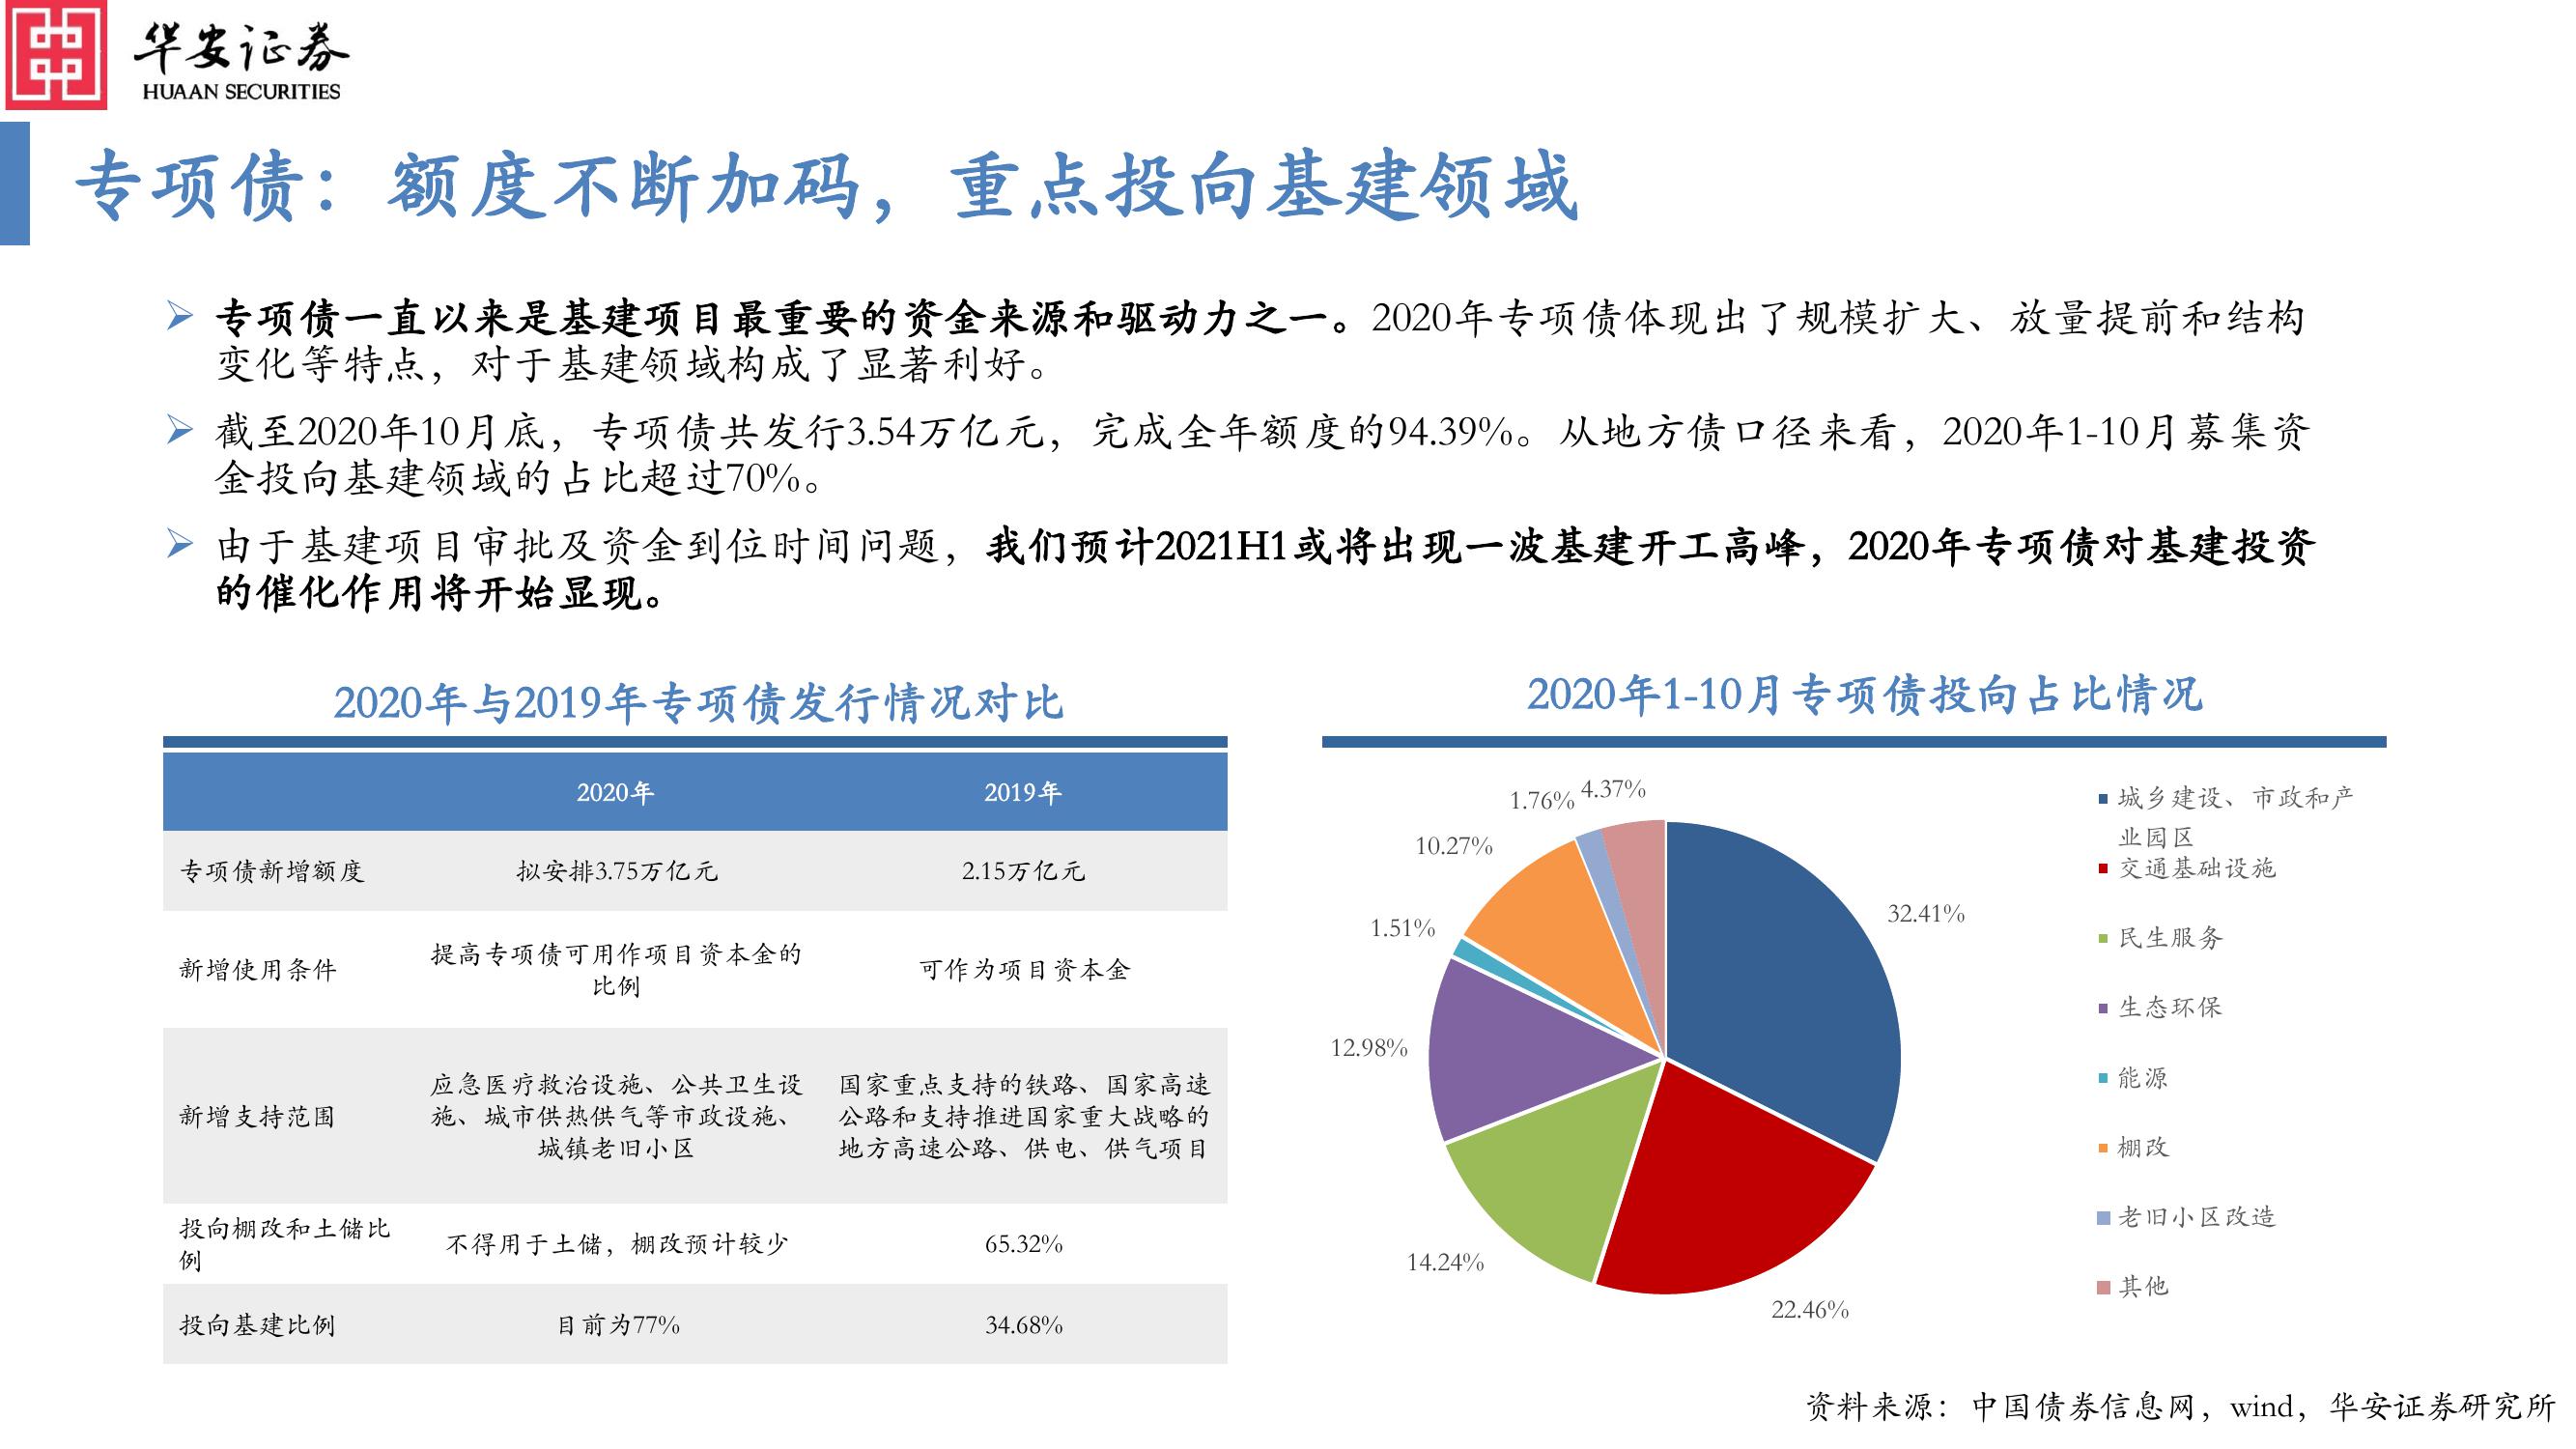 华安证券
HUAAN SECURITIES
专项债：额度不断加码，重点投向基建领域
专项债一直以来是基建项目最重要的资金来源和驱动力之一。2020年专项债体现出了规模扩大、放量提前和结构
变化等特点，对于基建领域构成了显著利好。
截至2020年10月底，专项债共发行3.54万亿元，完成全年额度的94.39%。从地方债口径来看，2020年1-10月募集资
金投向基建领域的占比超过70%。
由于基建项目审批及资金到位时间问题，我们预计2021H1或将出现一波基建开工高峰，2020年专项债对基建投资
的催化作用将开始显现。
2020年与2019年专项债发行情况对比
2020年 2019年
专项债新增额度 拟安排3.75万亿元 2.15万亿元
新增使用条件 提高专项债可用作项目资本金的
比例 可作为项目资本金
新增支持范围 应急医疗救治设施、公共卫生设
施、城市供热供气等市政设施、
城镇老旧小区 国家重点支持的铁路、国家高速
公路和支持推进国家重大战略的
地方高速公路、供电、供气项目
投向棚改和土储比
例 不得用于土储，棚改预计较少 65.32%
投向基建比例 目前为77% 34.68%
2020年1-10月专项债投向占比情况
1.76% 4.37%
10.27%
1.51%
32.41%
12.98%
14.24%
22.46%
城乡建设、市政和产
业园区
交通基础设施
民生服务
生态环保
能源
棚改
老旧小区改造
其他
资料来源：中国债券信息网，wind，华安证券研究所